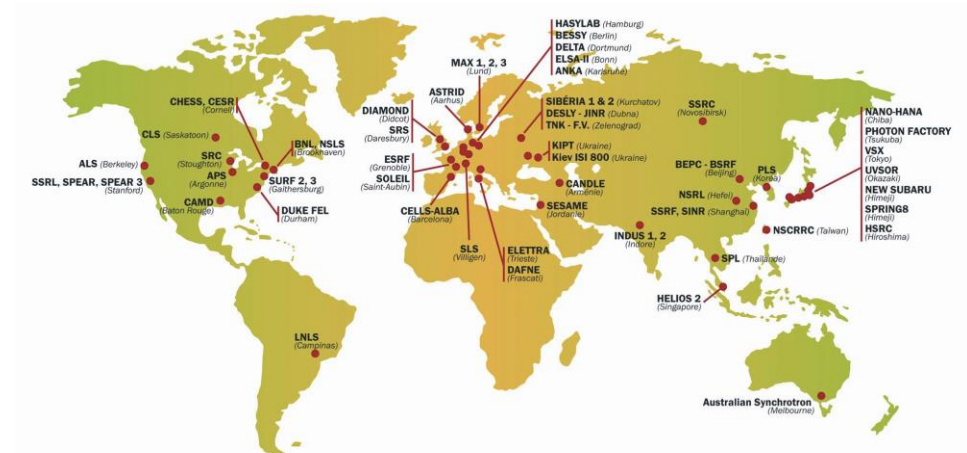 HASYLAB (Hamburg)
BESSY (Berlin)
DELTA (Dortmund)
ELSA-II (Bonn)
ANKA (Karlsruhe)
MAX 1, 2, 3
(Lund)
ASTRID
(Aarhus)
CHESS, CESR
(Cornell)
DIAMOND
(Didcot)
SRS
(Daresbury)
SIBÉRIA 1 & 2 (Kurchatov)
DESLY - JINR (Dubna)
TNK - F.V. (Zelenograd)
SSRC
(Novosibirsk)
NANO-HANA
(Chiba)
PHOTON FACTORY
(Tsukuba)
VSX
(Tokyo)
UVSOR
(Okazaki)
NEW SUBARU
(Himeji)
SPRING8
(Himeji)
HSRC
(Hiroshima)
CLS (Saskatoon)
SRC
(Stoughton)
BNL, NSLS
(Brookhaven)
ALS (Berkeley)
APS
(Argonne)
SSRL, SPEAR, SPEAR 3
(Stanford)
SURF 2, 3
(Gaithersburg)
CAMD
(Baton Rouge)
DUKE FEL
(Durham)
ESRF
(Grenoble)
SOLEIL
(Saint-Aubin)
KIPT (Ukraine)
Kiev ISI 800 (Ukraine)
BEPC - BSRF
(Beijing)
PLS
(Korea)
CANDLE
(Arménie)
NSRL (Hefei)
CELLS-ALBA
(Barcelona)
SESAME
(Jordanie)
SSRF, SINR (Shanghai)
INDUS 1, 2
(Indore)
NSCRRC (Taiwan)
SLS
(Villigen)
ELETTRA
(Trieste)
DAFNE
(Frascati)
SPL (Thaïlande)
HELIOS 2
(Singapore)
LNLS
(Campinas)
Australian Synchrotron
(Melbourne)